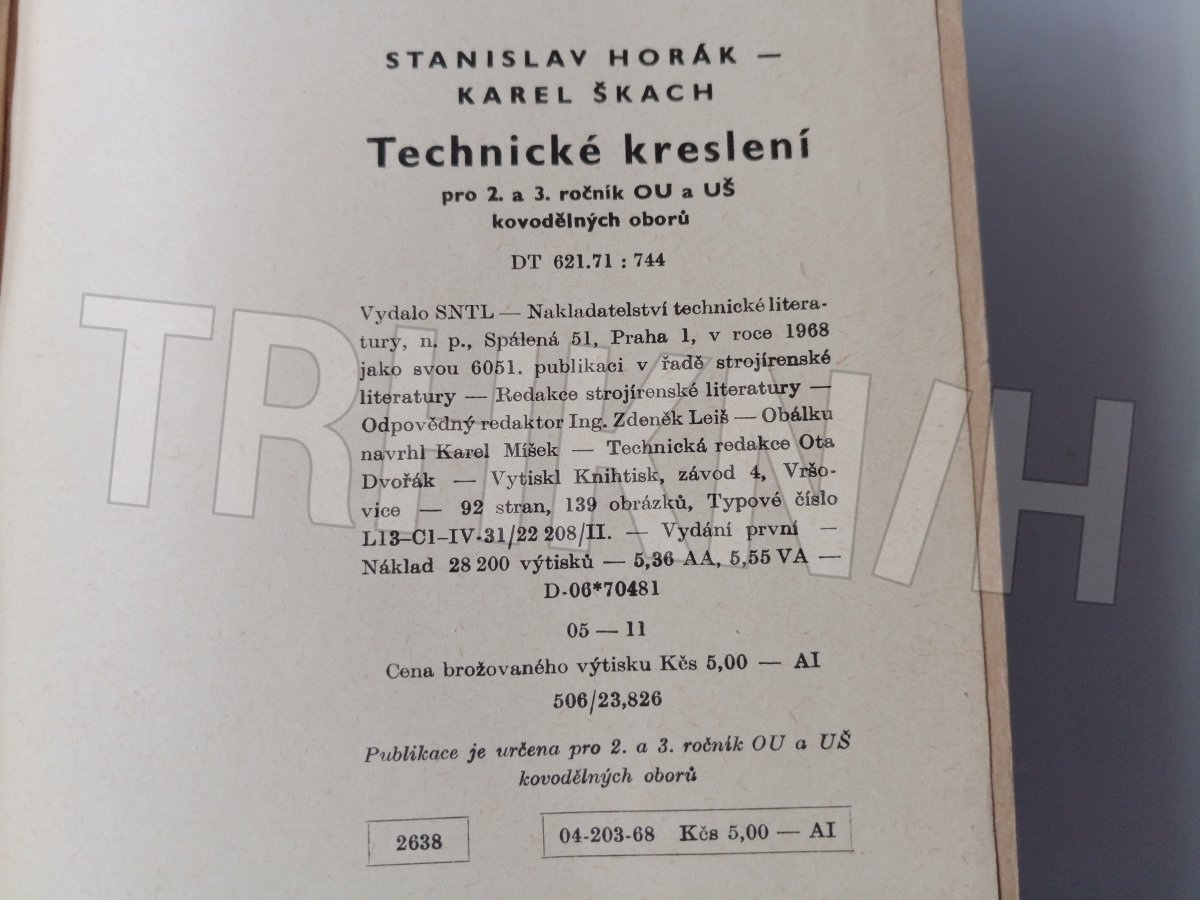 STANISLAV HORÁK —
KAREL ŠKACH
Technické kreslení
pro 2. a 3. ročník OU a UŠ
kovodělných oborů
DT 621.71 : 744
Vydalo SNTL — Nakladatelství technické litera-
tury, n. p., Spálená 51, Praha 1, v roce 1968
jako svou 6051. publikaci v řadě strojírenské
literatury — Redakce strojírenské literatury —
Odpovědný redaktor Ing. Zdeněk Leiš — Obálku
navrhl Karel Míšek — Technická redakce Ota
Dvořák — Vytiskl Knihtisk, závod 4, Vršo-
vice — 92 stran, 139 obrázků, Typové číslo
L13–C1–IV-31/22 208/II. — Vydání první —
Náklad 28 200 výtisků — 5,36 AA, 5,55 VA —
D-06*70481
05 — 11
Cena brožovaného výtisku Kčs 5,00 — AI
506/23,826
Publikace je určena pro 2. a 3. ročník OU a UŠ
kovodělných oborů
2638
04-203-68 Kčs 5,00 — AI
TRHKNIH